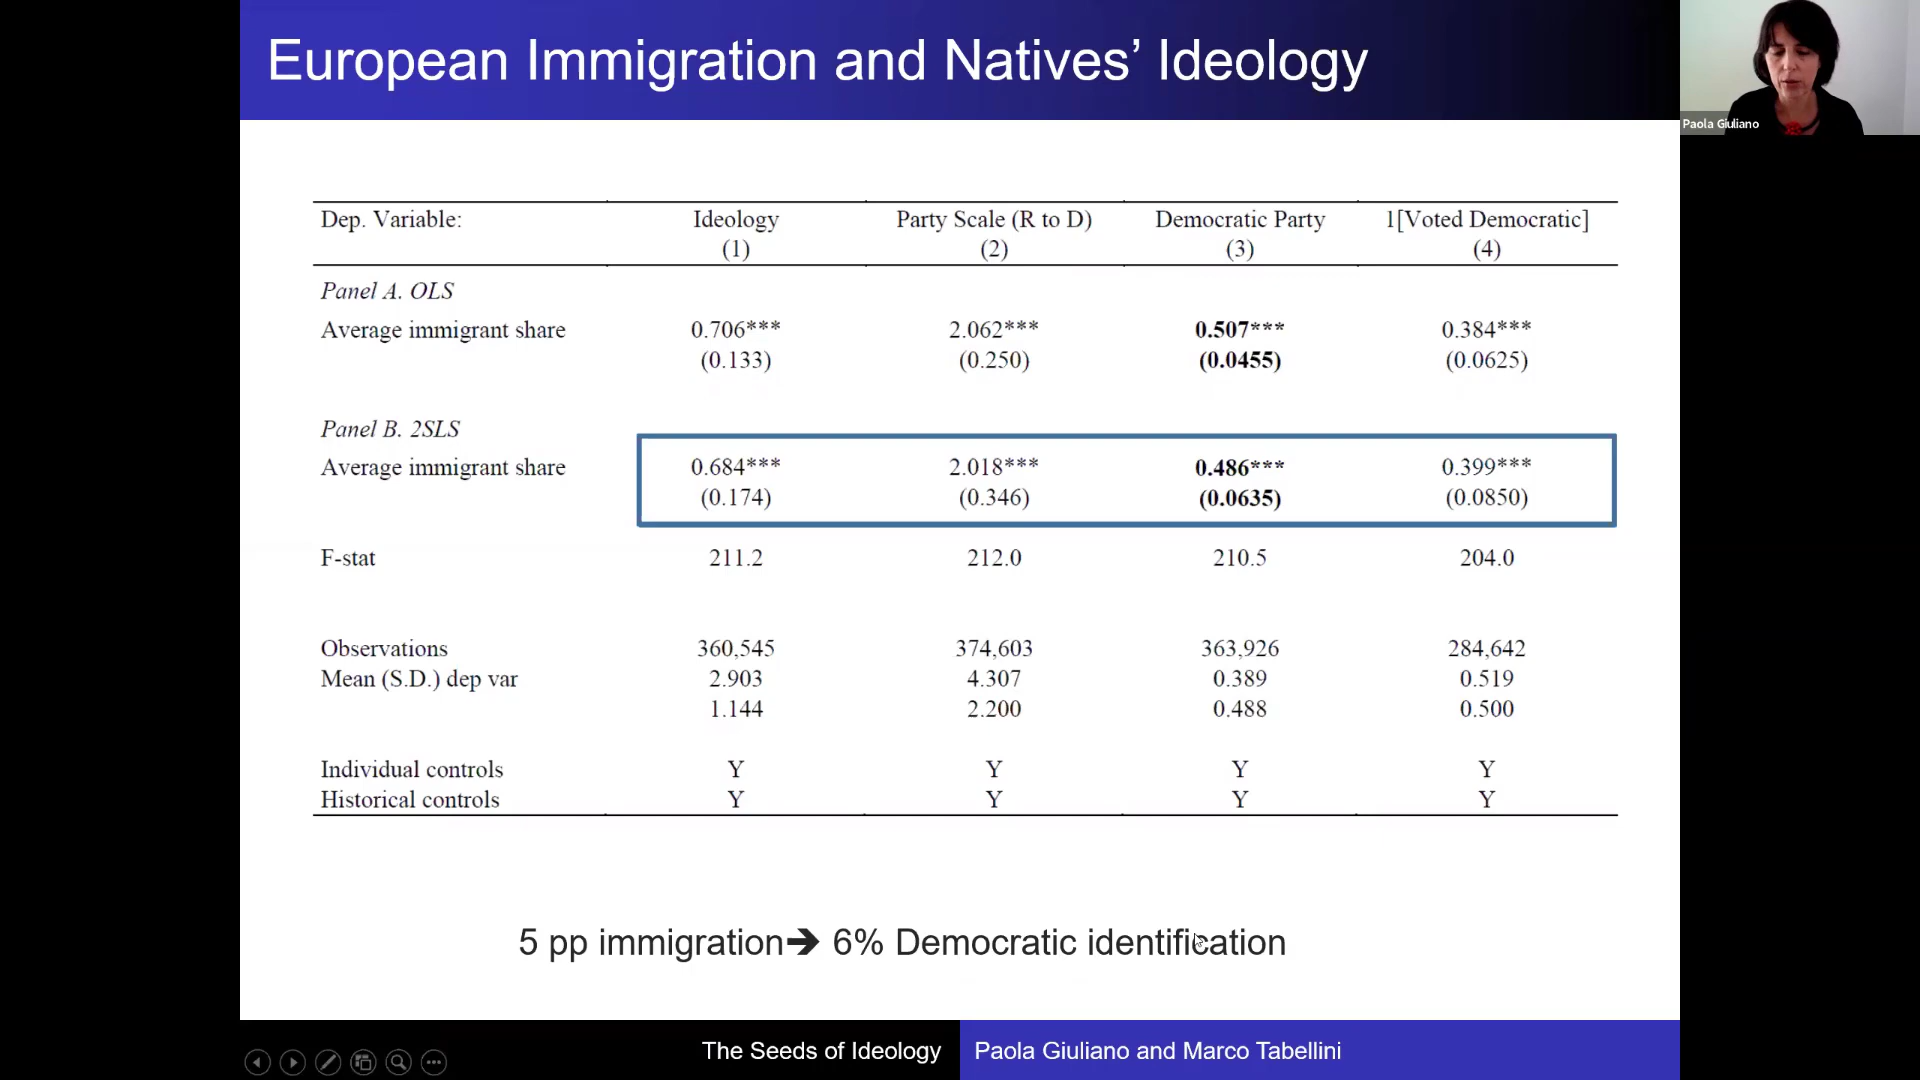 European Immigration and Natives' Ideology
Paola Giuliano
Dep. Variable: Ideology Party Scale (R to D) Democratic Party 1[Voted Democratic]
(1) (2) (3) (4)
Panel A. OLS
Average immigrant share 0.706*** 2.062*** 0.507*** 0.384***
(0.133) (0.250) (0.0455) (0.0625)
Panel B. 2SLS
Average immigrant share 0.684*** 2.018*** 0.486*** 0.399***
(0.174) (0.346) (0.0635) (0.0850)
F-stat 211.2 212.0 210.5 204.0
Observations 360,545 374,603 363,926 284,642
Mean (S.D.) dep var 2.903 4.307 0.389 0.519
1.144 2.200 0.488 0.500
Individual controls Y Y Y Y
Historical controls Y Y Y Y
5 pp immigration➔ 6% Democratic identification
The Seeds of Ideology Paola Giuliano and Marco Tabellini